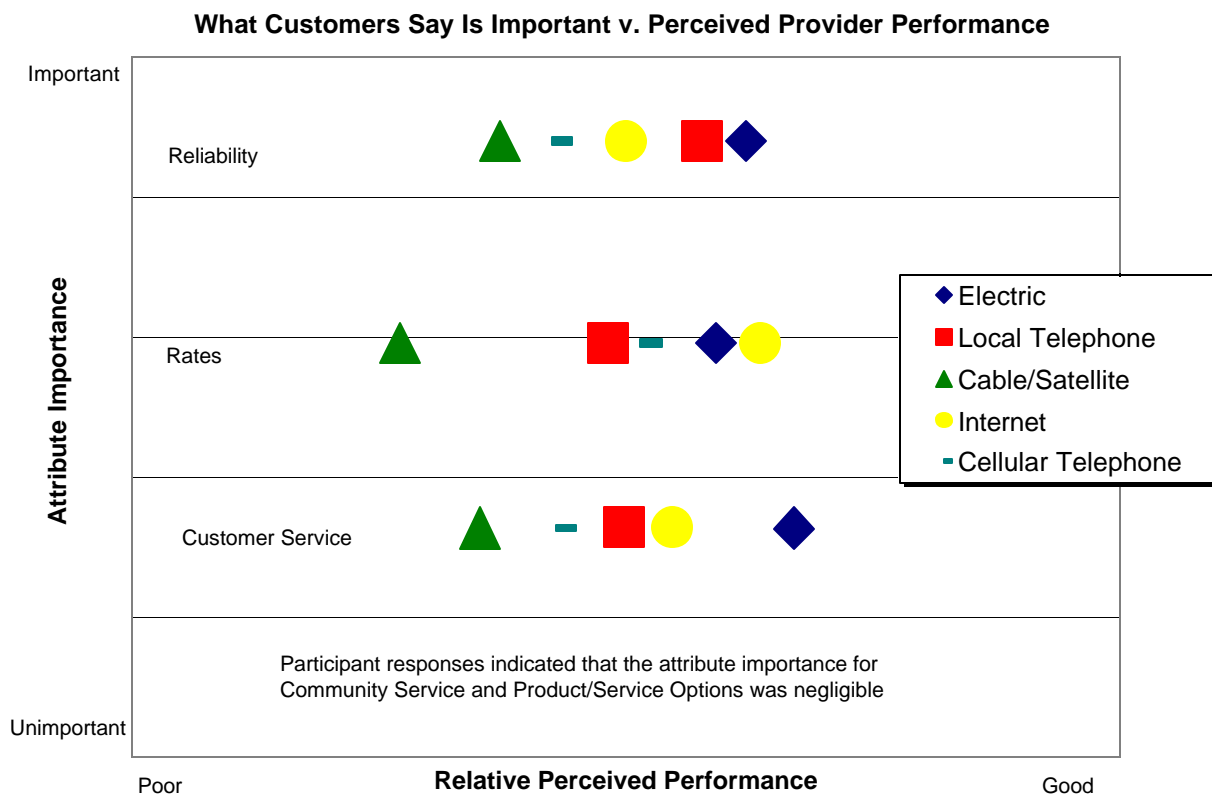 What Customers Say Is Important v. Perceived Provider Performance
Important
Reliability
Electric
Local Telephone
Rates
Cable/Satellite
Attribute Importance
Internet
Cellular Telephone
Customer Service
Participant responses indicated that the attribute importance for
Community Service and Product/Service Options was negligible
Unimportant
Poor
Relative Perceived Performance
Good